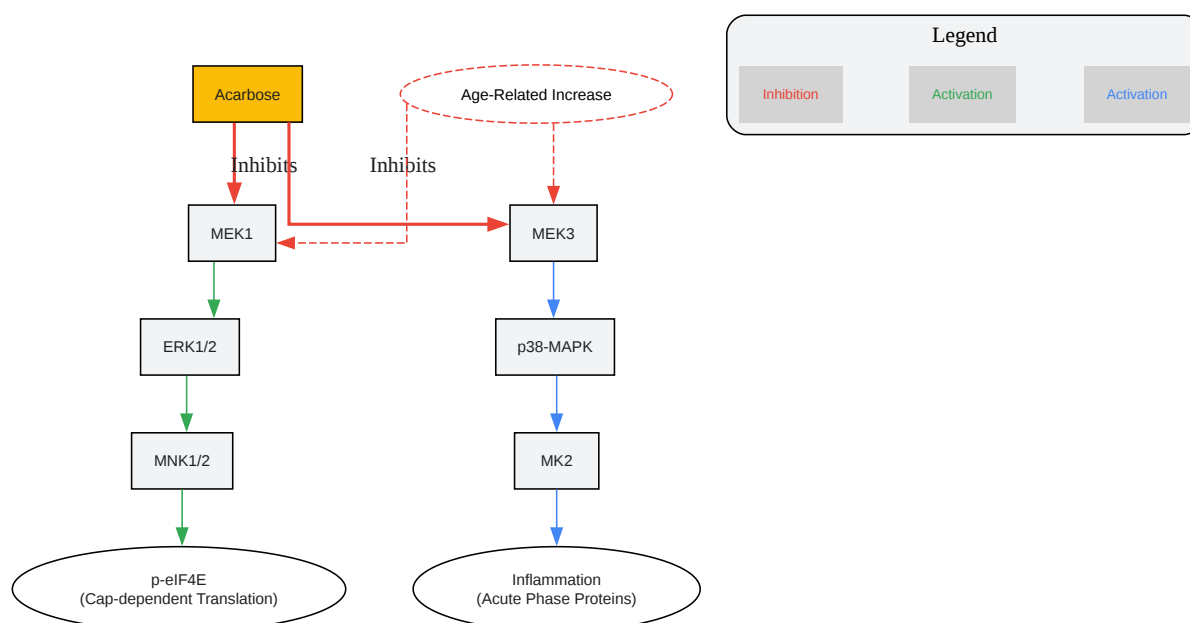 Legend
Inhibition
Activation
Activation
Acarbose
Age-Related Increase
Inhibits
Inhibits
MEK1
MEK3
ERK1/2
p38-MAPK
MNK1/2
MK2
p-eIF4E
(Cap-dependent Translation)
Inflammation
(Acute Phase Proteins)